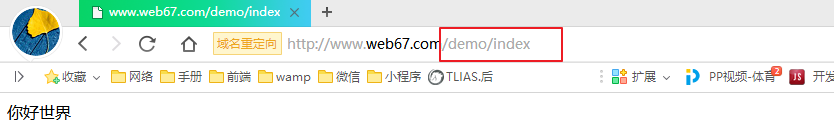 www.web67.com/demo/index
域名重定向 http://www.web67.com/demo/index
收藏 网络 手册 前端 wamp 微信 小程序 TLIAS.后 扩展 PP视频-体育 2 JS 开发
你好世界